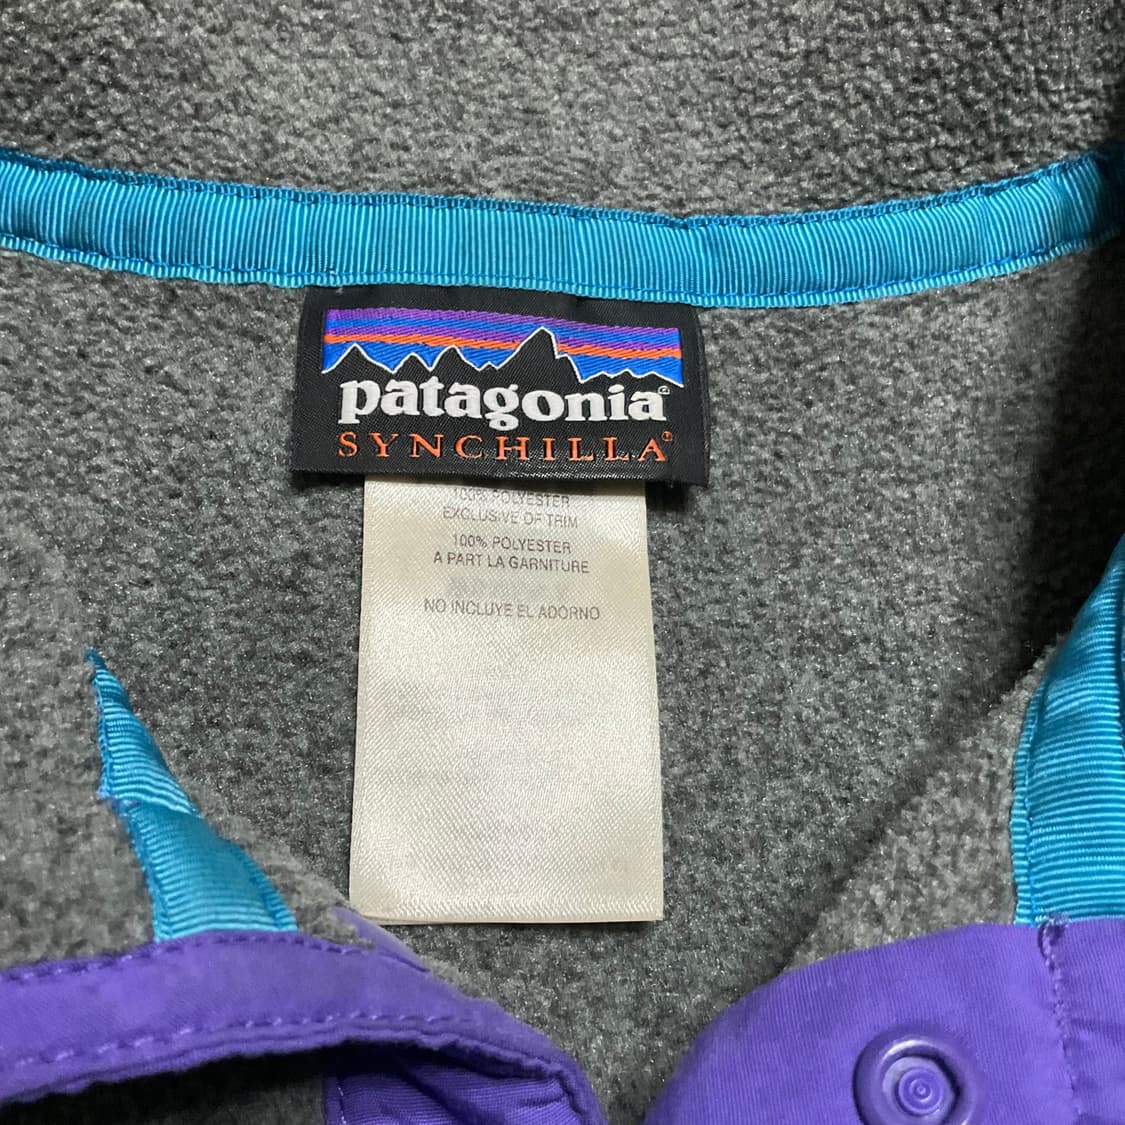 patagonia®
SYNCHILLA®
100% POLYESTER
EXCLUSIVE OF TRIM
100% POLYESTER
A PART LA GARNITURE
NO INCLUYE EL ADORNO